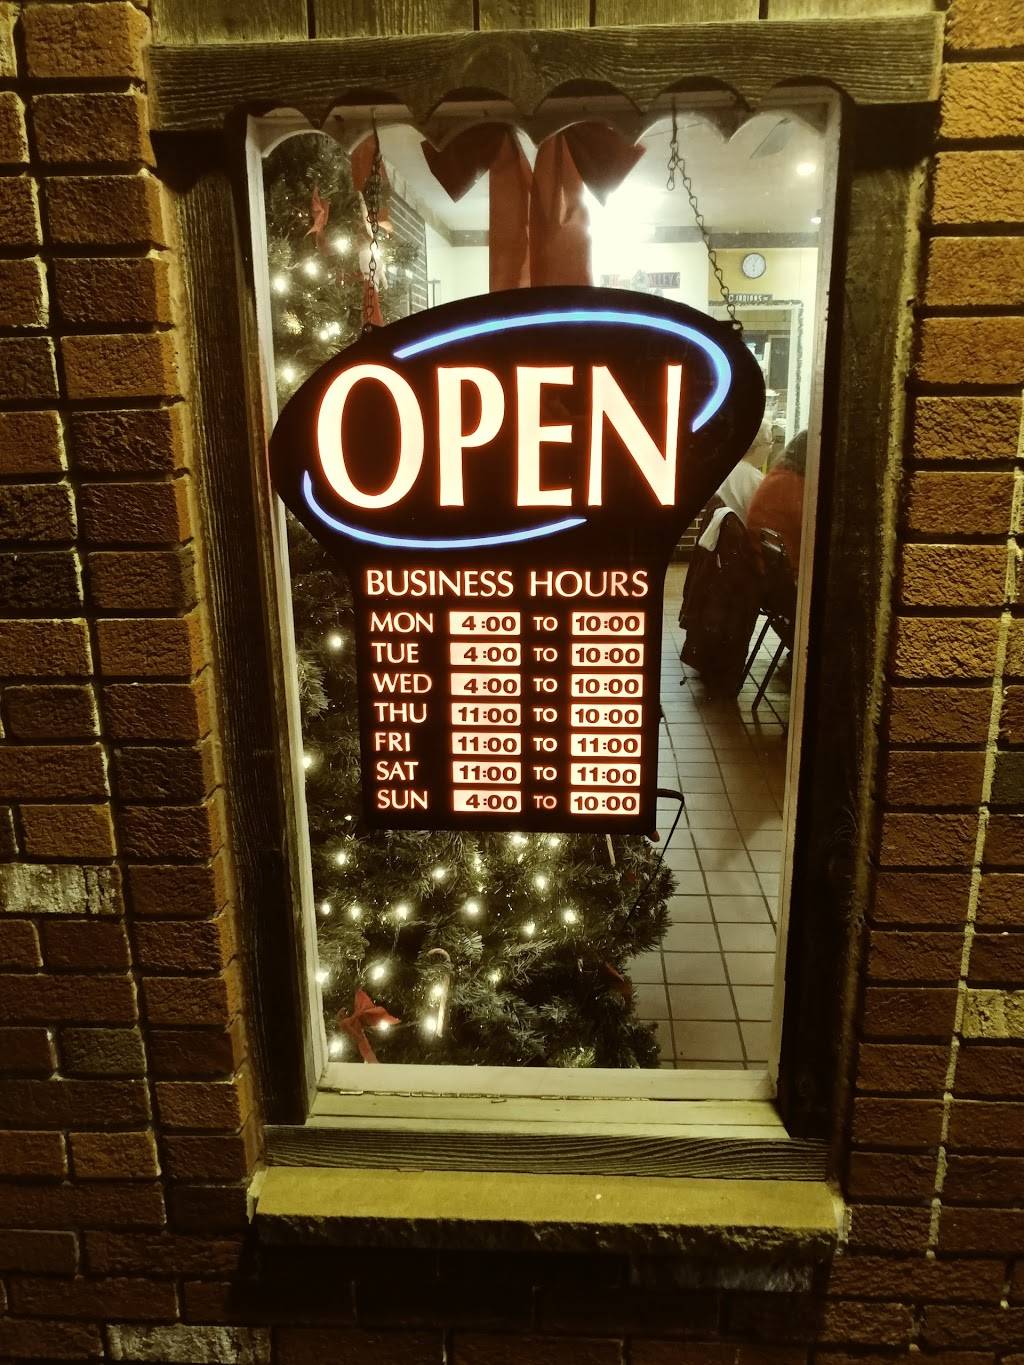 OPEN
BUSINESS HOURS
MON 4:00 TO 10:00
TUE 4:00 TO 10:00
WED 4:00 TO 10:00
THU 11:00 TO 10:00
FRI 11:00 TO 11:00
SAT 11:00 TO 11:00
SUN 4:00 TO 10:00